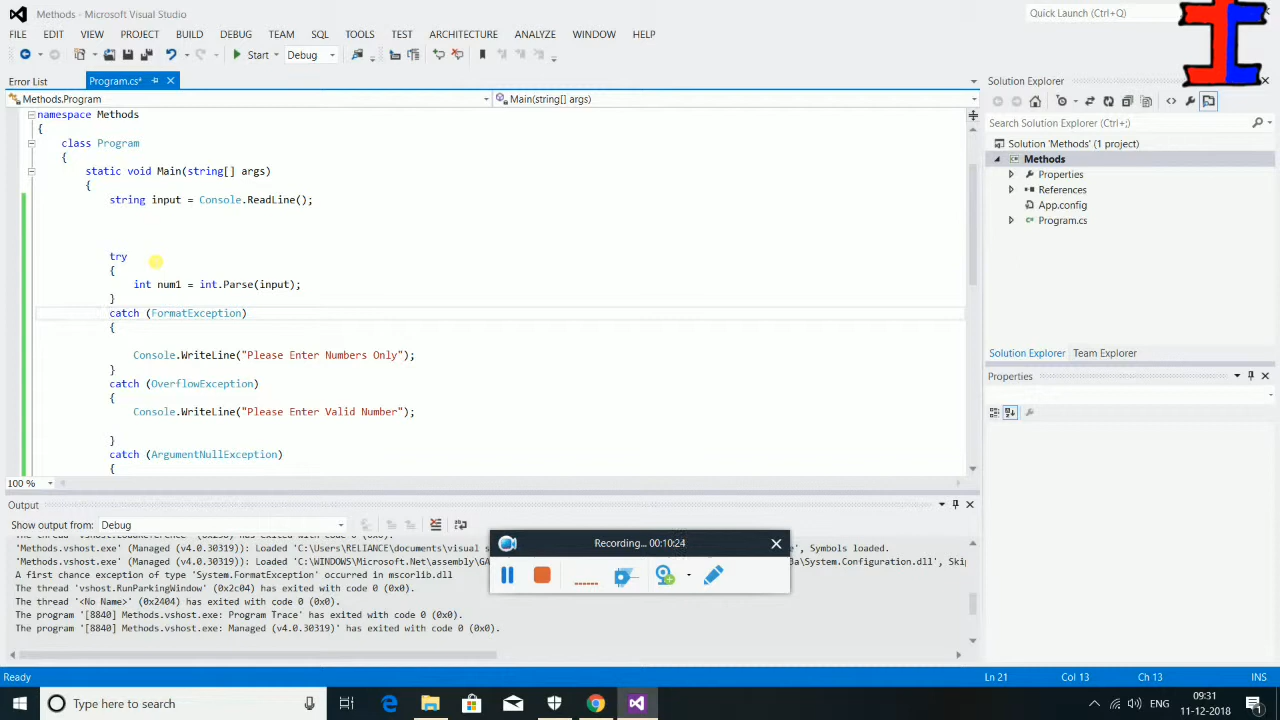 Methods - Microsoft Visual Studio
Quick Launch (Ctrl+Q)
FILE EDIT VIEW PROJECT BUILD DEBUG TEAM SQL TOOLS TEST ARCHITECTURE ANALYZE WINDOW HELP
Start Debug
Error List Program.cs*
Methods.Program Main(string[] args)
namespace Methods
{
class Program
{
static void Main(string[] args)
{
string input = Console.ReadLine();
try
{
int num1 = int.Parse(input);
}
catch (FormatException)
{
Console.WriteLine("Please Enter Numbers Only");
}
catch (OverflowException)
{
Console.WriteLine("Please Enter Valid Number");
}
catch (ArgumentNullException)
{
100 %
Solution Explorer
Search Solution Explorer (Ctrl+;)
Solution 'Methods' (1 project)
Methods
Properties
References
App.config
Program.cs
Solution Explorer Team Explorer
Properties
Output
Show output from: Debug
'Methods.vshost.exe' (Managed (v4.0.30319)): Loaded 'C:\Users\RELIANCE\documents\visual s e', Symbols loaded.
'Methods.vshost.exe' (Managed (v4.0.30319)): Loaded 'C:\WINDOWS\Microsoft.Net\assembly\GA 3a\System.Configuration.dll', Skip
A first chance exception of type 'System.FormatException' occurred in mscorlib.dll
The thread 'vshost.RunParkingWindow' (0x2c04) has exited with code 0 (0x0).
The thread '<No Name>' (0x2404) has exited with code 0 (0x0).
The program '[8840] Methods.vshost.exe: Program Trace' has exited with code 0 (0x0).
The program '[8840] Methods.vshost.exe: Managed (v4.0.30319)' has exited with code 0 (0x0).
Recording... 00:10:24
Ready Ln 21 Col 13 Ch 13 INS
Type here to search
ENG
09:31
11-12-2018
1